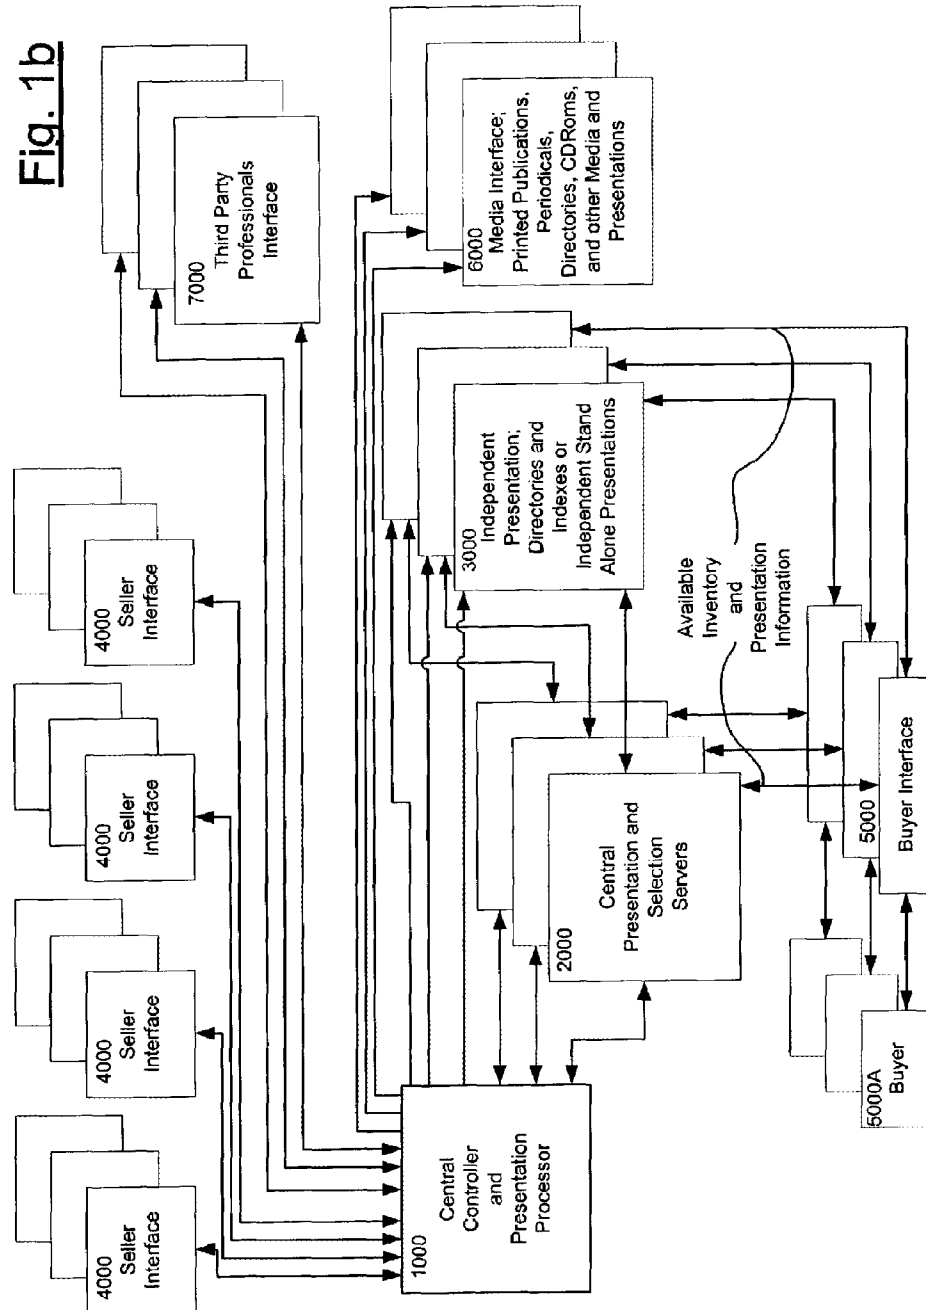 Fig. 1b
4000
Seller
Interface
4000
Seller
Interface
4000
Seller
Interface
4000
Seller
Interface
7000
Third Party
Professionals
Interface
1000
Central
Controller
and
Presentation
Processor
2000
Central
Presentation and
Selection
Servers
3000
Independent
Presentation;
Directories and
Indexes or
Independent Stand
Alone Presentations
6000
Media Interface;
Printed Publications,
Periodicals,
Directories, CDRoms,
and other Media and
Presentations
Available
Inventory
and
Presentation
Information
5000A
Buyer
5000
Buyer Interface